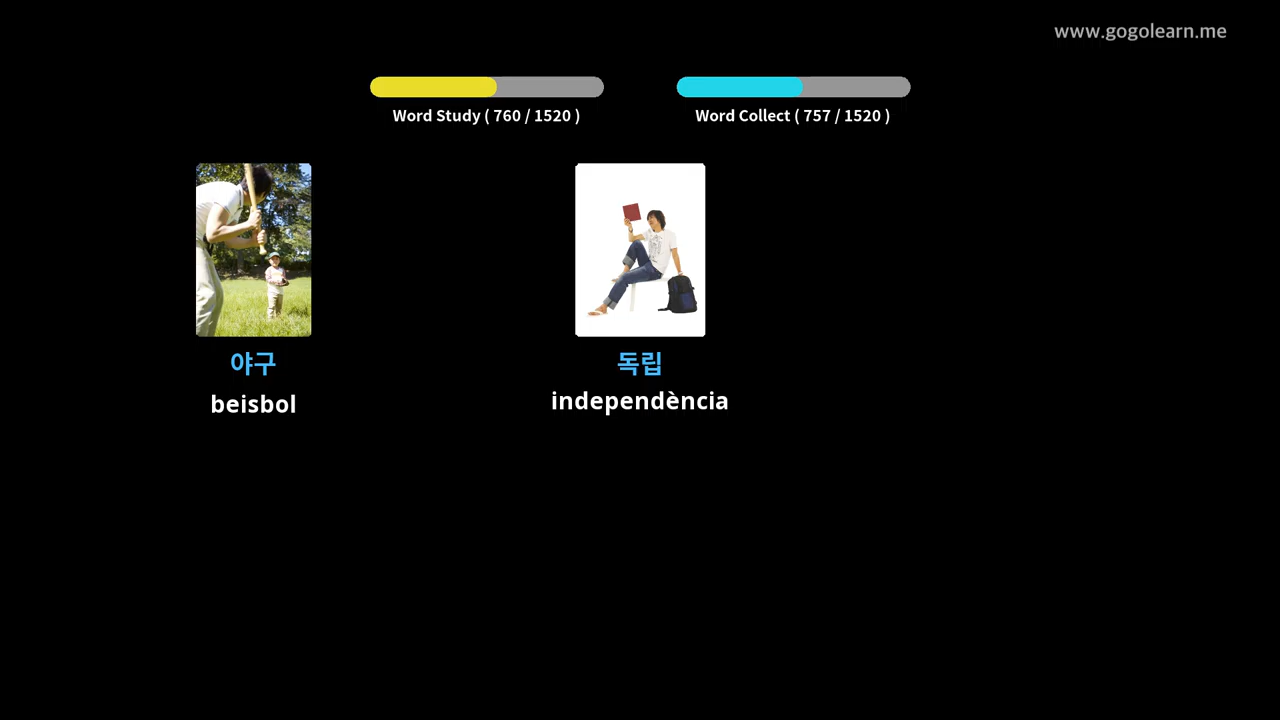 www.gogolearn.me
Word Study ( 760 / 1520 )
Word Collect ( 757 / 1520 )
야구
beisbol
독립
independència